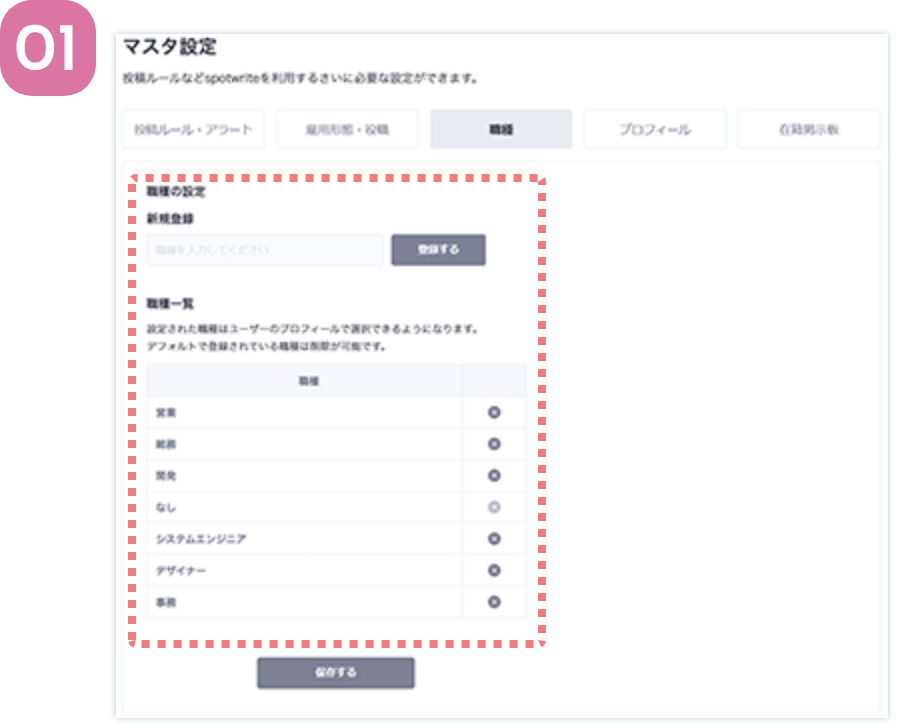 01
マスタ設定
投稿ルールなどspotwriteを利用するさいに必要な設定ができます。
投稿ルール・アラート
雇用形態・役職
職種
プロフィール
在籍掲示板
職種の設定
新規登録
職種を入力してください
登録する
職種一覧
設定された職種はユーザーのプロフィールで選択できるようになります。
デフォルトで登録されている職種は削除が可能です。
職種
営業
総務
開発
なし
システムエンジニア
デザイナー
事務
保存する